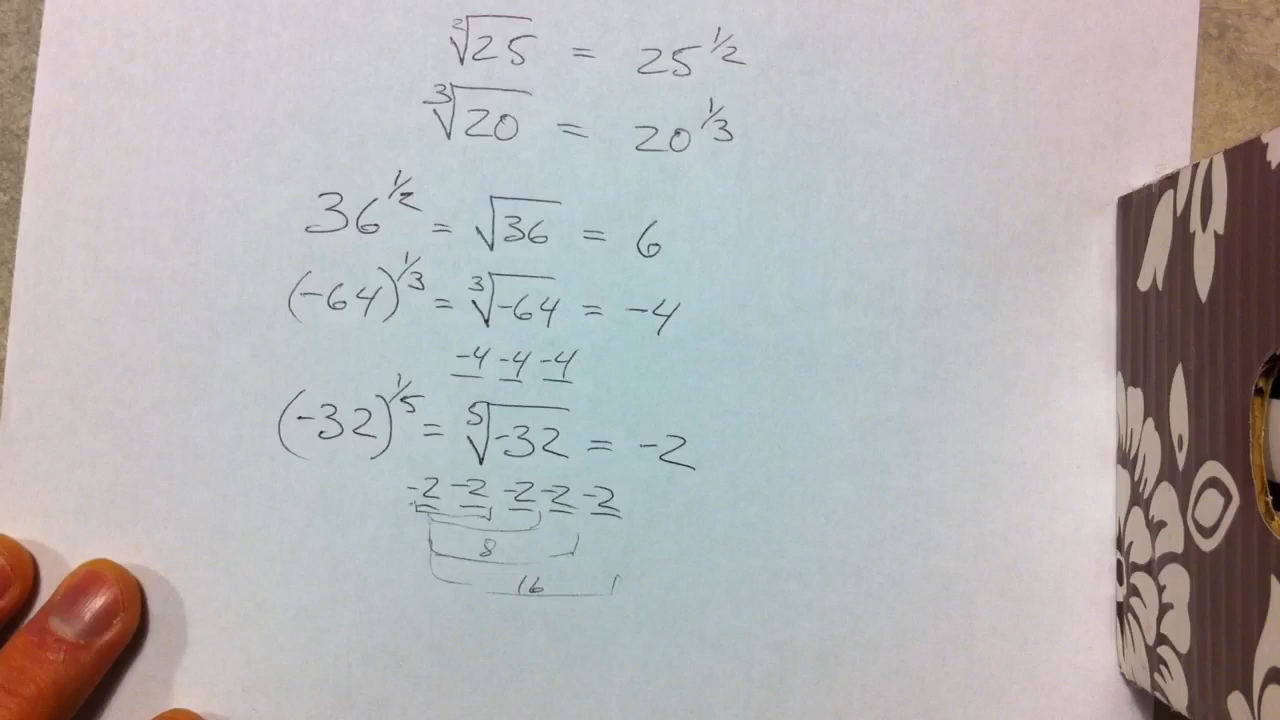 ²√25 = 25^1/2
³√20 = 20^1/3
36^1/2 = √36 = 6
(-64)^1/3 = ³√-64 = -4
-4 -4 -4
(-32)^1/5 = ⁵√-32 = -2
-2 -2 -2 -2 -2
8
16